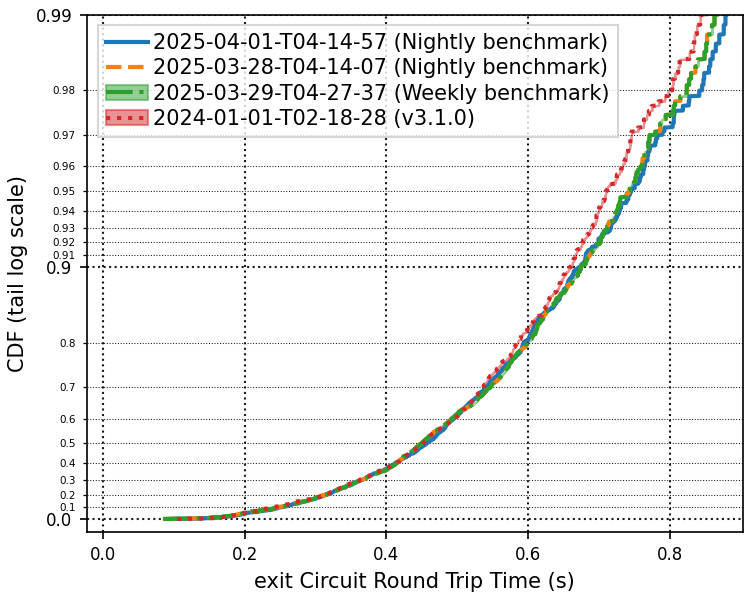 0.99
2025-04-01-T04-14-57 (Nightly benchmark)
2025-03-28-T04-14-07 (Nightly benchmark)
2025-03-29-T04-27-37 (Weekly benchmark)
2024-01-01-T02-18-28 (v3.1.0)
0.98
0.97
0.96
0.95
0.94
0.93
0.92
0.91
0.9
0.8
0.7
0.6
0.5
0.4
0.3
0.2
0.1
0.0
CDF (tail log scale)
0.0 0.2 0.4 0.6 0.8
exit Circuit Round Trip Time (s)